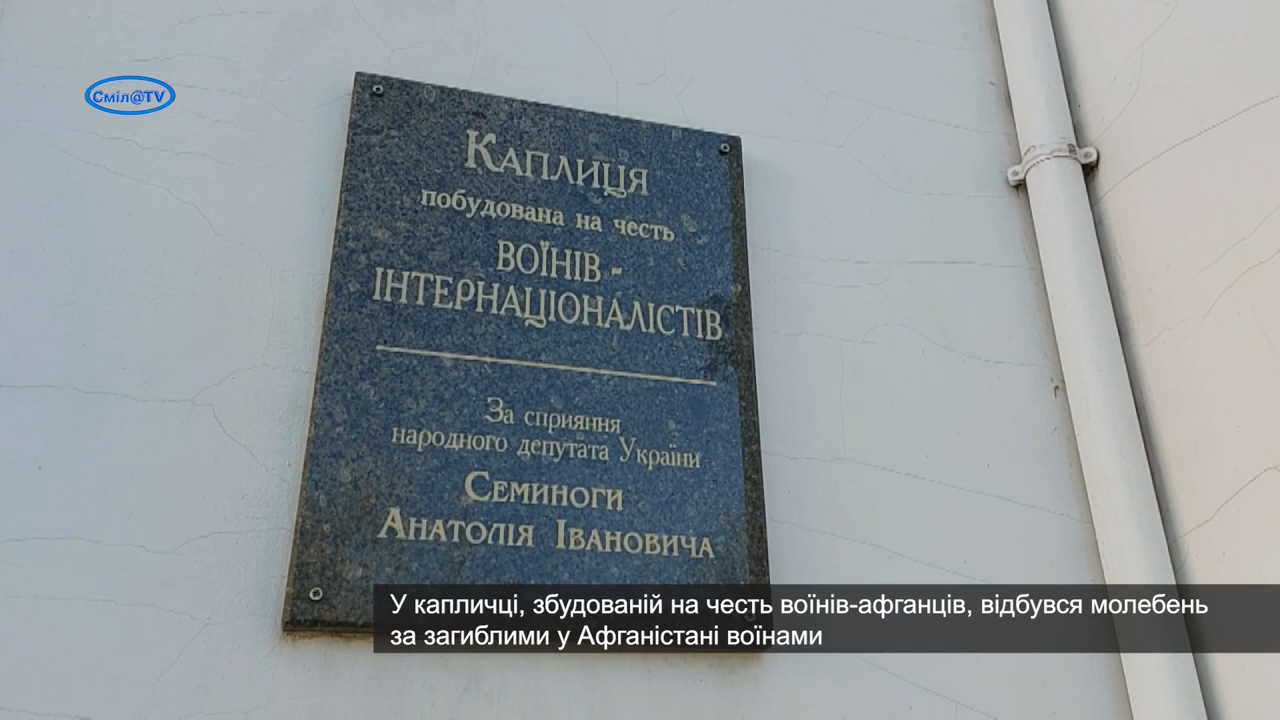 Сміл@TV
КАПЛИЦЯ
побудована на честь
ВОЇНІВ -
ІНТЕРНАЦІОНАЛІСТІВ
За сприяння
народного депутата України
СЕМИНОГИ
АНАТОЛІЯ ІВАНОВИЧА
У капличці, збудованій на честь воїнів-афганців, відбувся молебень
за загиблими у Афганістані воїнами